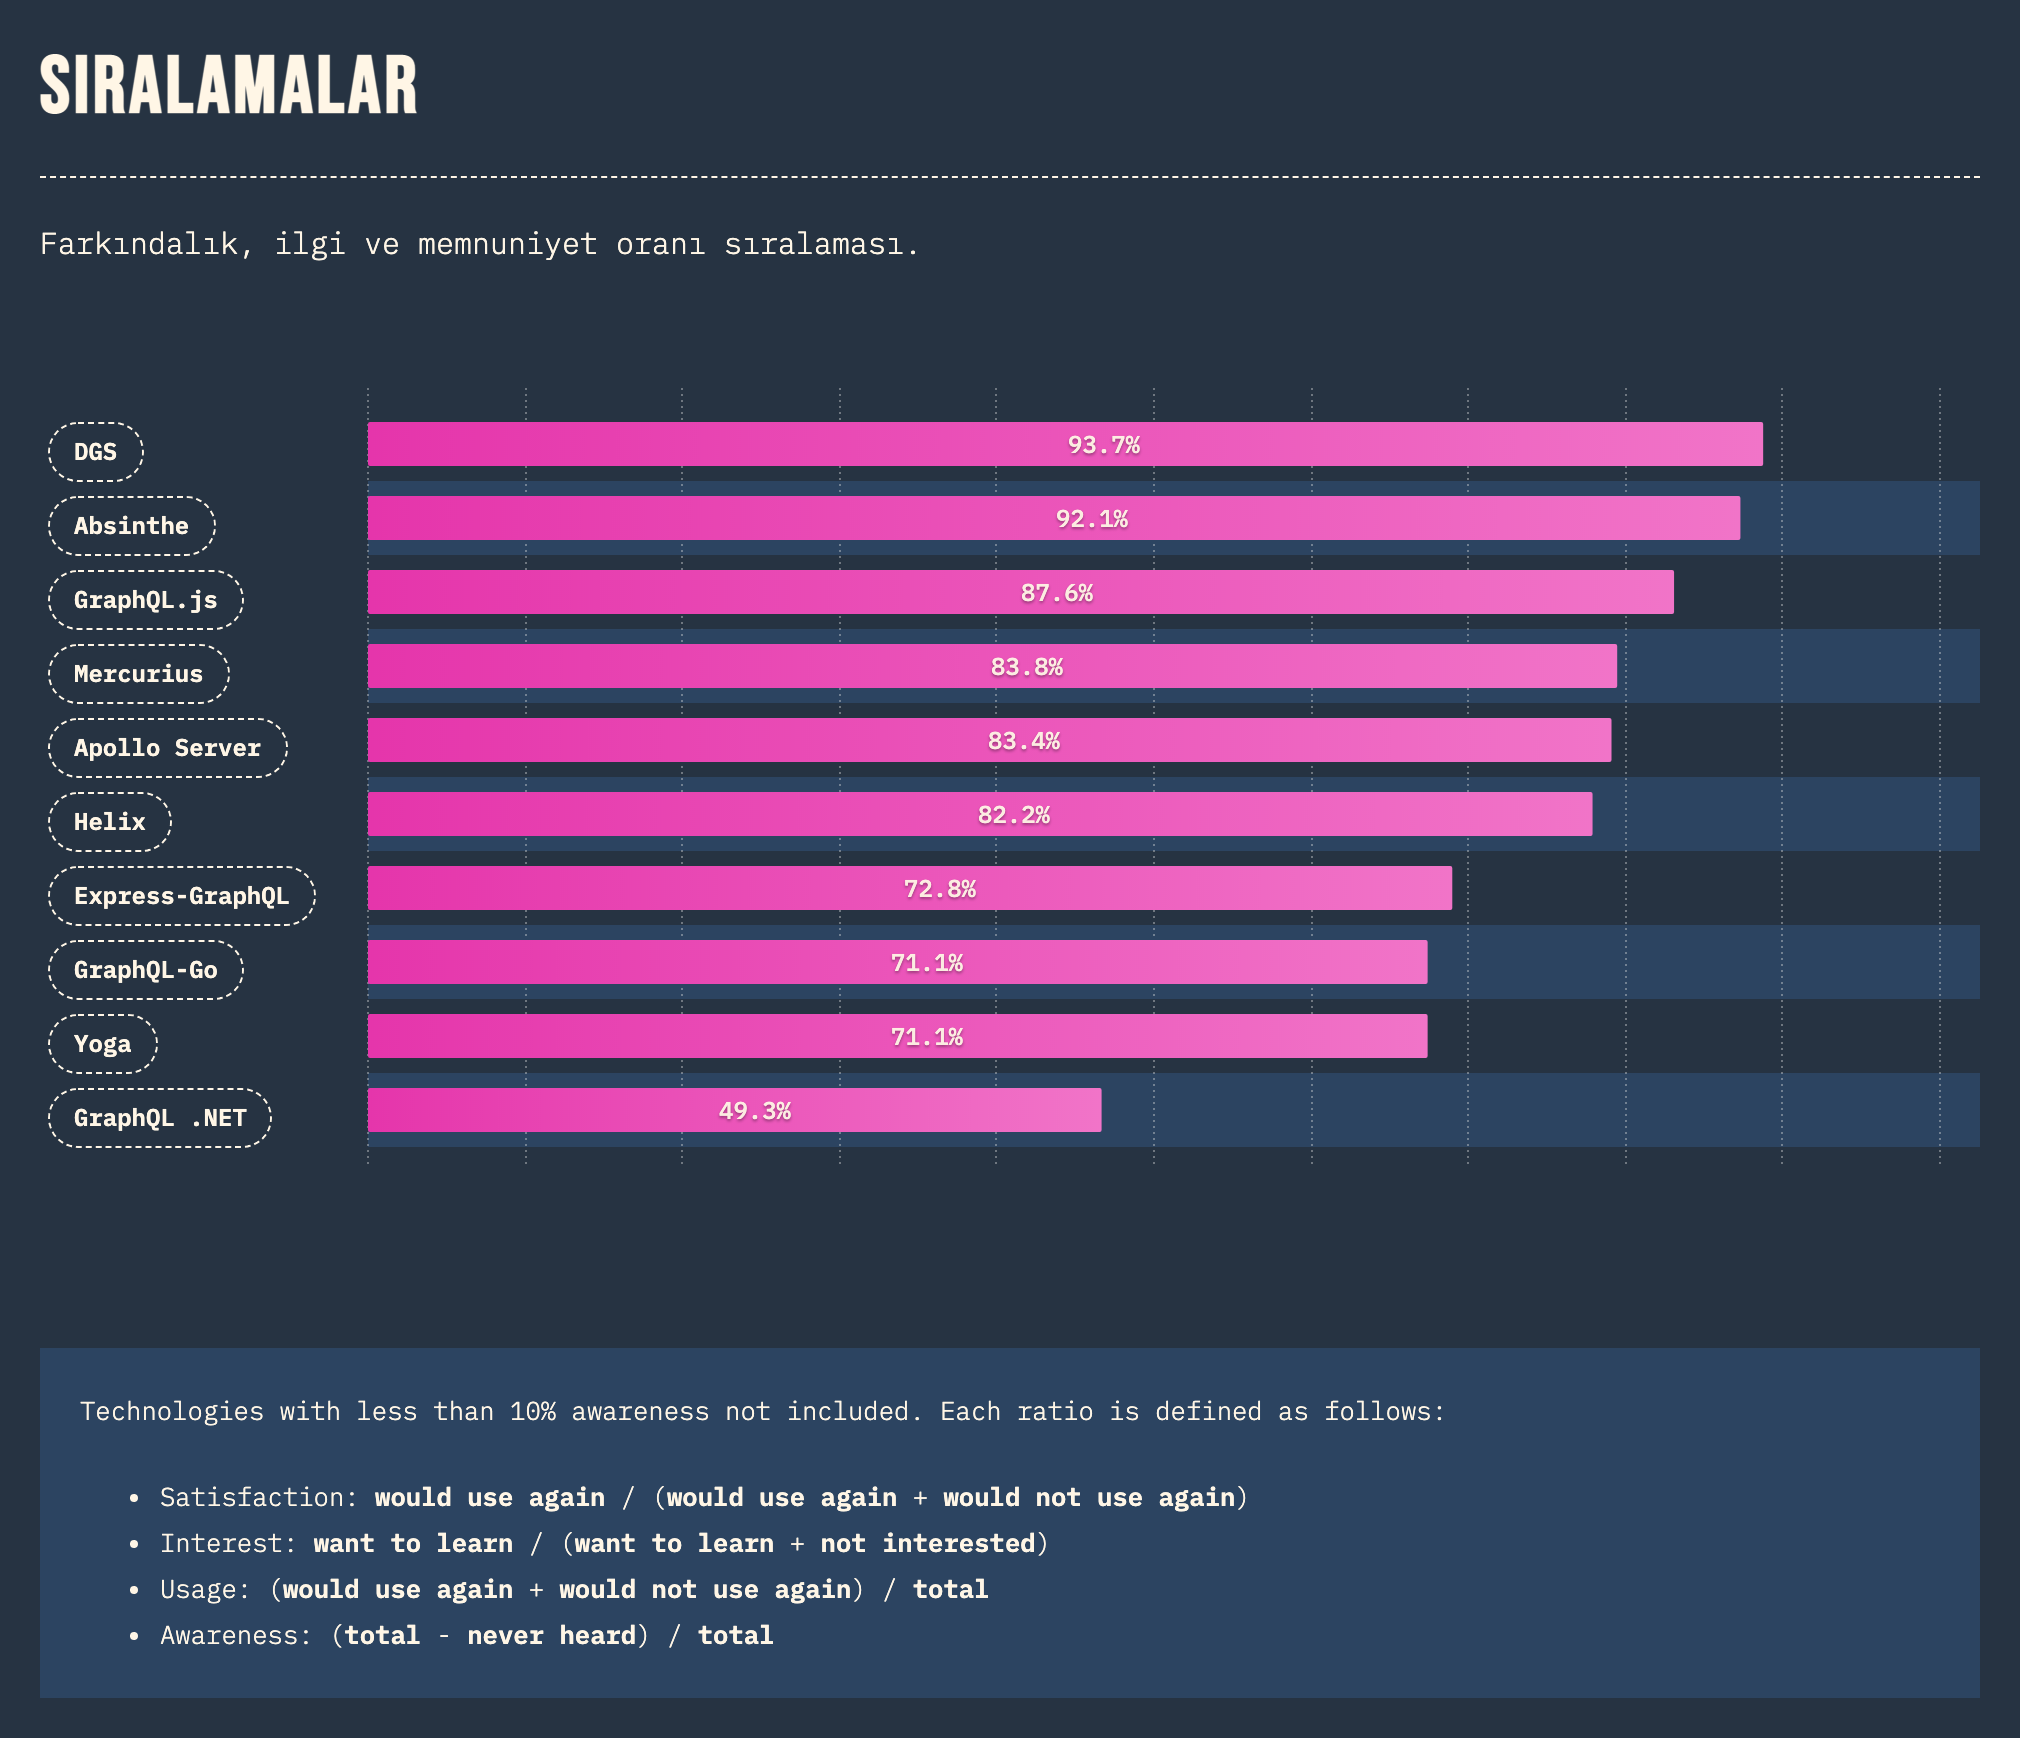 SIRALAMALAR
Farkındalık, ilgi ve memnuniyet oranı sıralaması.
DGS 93.7%
Absinthe 92.1%
GraphQL.js 87.6%
Mercurius 83.8%
Apollo Server 83.4%
Helix 82.2%
Express-GraphQL 72.8%
GraphQL-Go 71.1%
Yoga 71.1%
GraphQL .NET 49.3%
Technologies with less than 10% awareness not included. Each ratio is defined as follows:
• Satisfaction: would use again / (would use again + would not use again)
• Interest: want to learn / (want to learn + not interested)
• Usage: (would use again + would not use again) / total
• Awareness: (total - never heard) / total